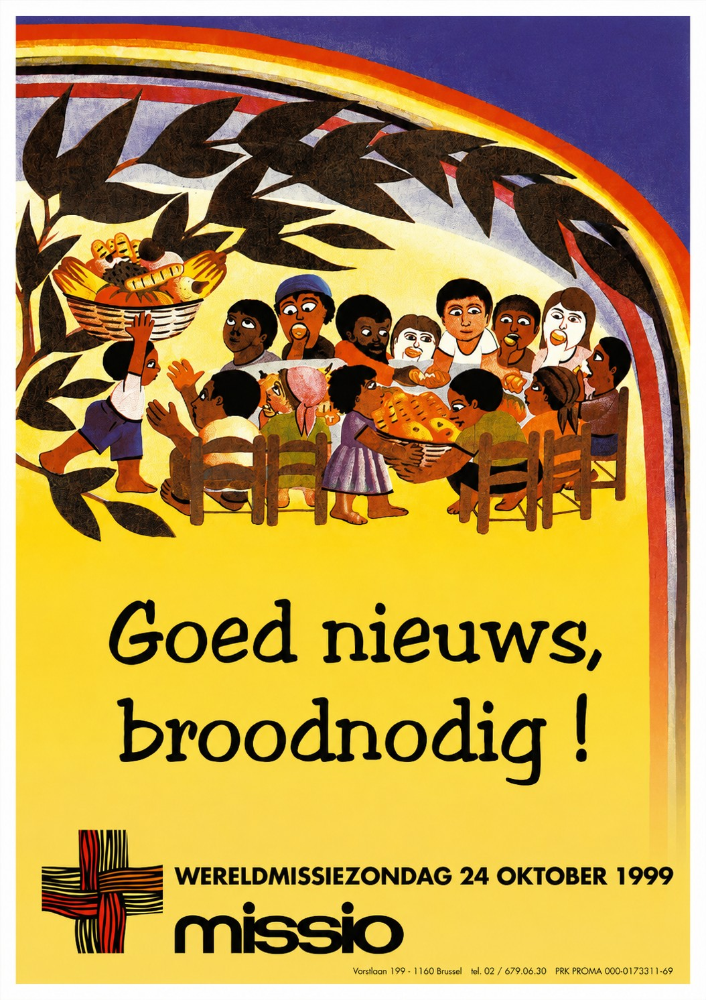 Goed nieuws,
broodnodig !
WERELDMISSIEZONDAG 24 OKTOBER 1999
missio
Vorstlaan 199 - 1160 Brussel tel. 02 / 679.06.30 PRK PROMA 000-0173311-69